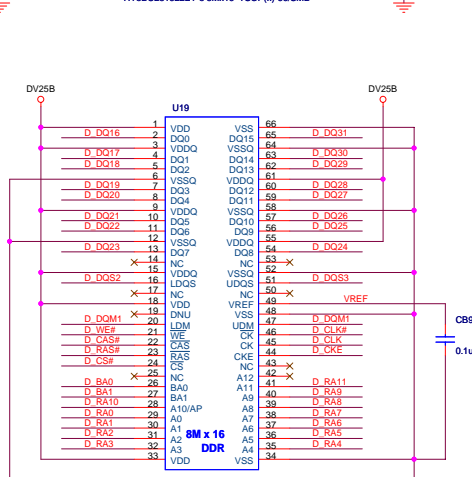 DV25B DV25B
U19
1 VDD VSS 66
D_DQ16 2 DQ0 DQ15 65 D_DQ31
3 VDDQ VSSQ 64
D_DQ17 4 DQ1 DQ14 63 D_DQ30
D_DQ18 5 DQ2 DQ13 62 D_DQ29
6 VSSQ VDDQ 61
D_DQ19 7 DQ3 DQ12 60 D_DQ28
D_DQ20 8 DQ4 DQ11 59 D_DQ27
9 VDDQ VSSQ 58
D_DQ21 10 DQ5 DQ10 57 D_DQ26
D_DQ22 11 DQ6 DQ9 56 D_DQ25
12 VSSQ VDDQ 55
D_DQ23 13 DQ7 DQ8 54 D_DQ24
14 NC NC 53
15 VDDQ VSSQ 52
D_DQS2 16 LDQS UDQS 51 D_DQS3
17 NC NC 50
18 VDD VREF 49 VREF
19 DNU VSS 48
D_DQM1 20 LDM UDM 47 D_DQM1
D_WE# 21 WE CK 46 D_CLK#
D_CAS# 22 CAS CK 45 D_CLK
D_RAS# 23 RAS CKE 44 D_CKE
D_CS# 24 CS NC 43
25 NC A12 42
D_BA0 26 BA0 A11 41 D_RA11
D_BA1 27 BA1 A9 40 D_RA9
D_RA10 28 A10/AP A8 39 D_RA8
D_RA0 29 A0 A7 38 D_RA7
D_RA1 30 A1 A6 37 D_RA6
D_RA2 31 A2 A5 36 D_RA5
D_RA3 32 A3 A4 35 D_RA4
33 VDD VSS 34
8M x 16
DDR
CB9
0.1u